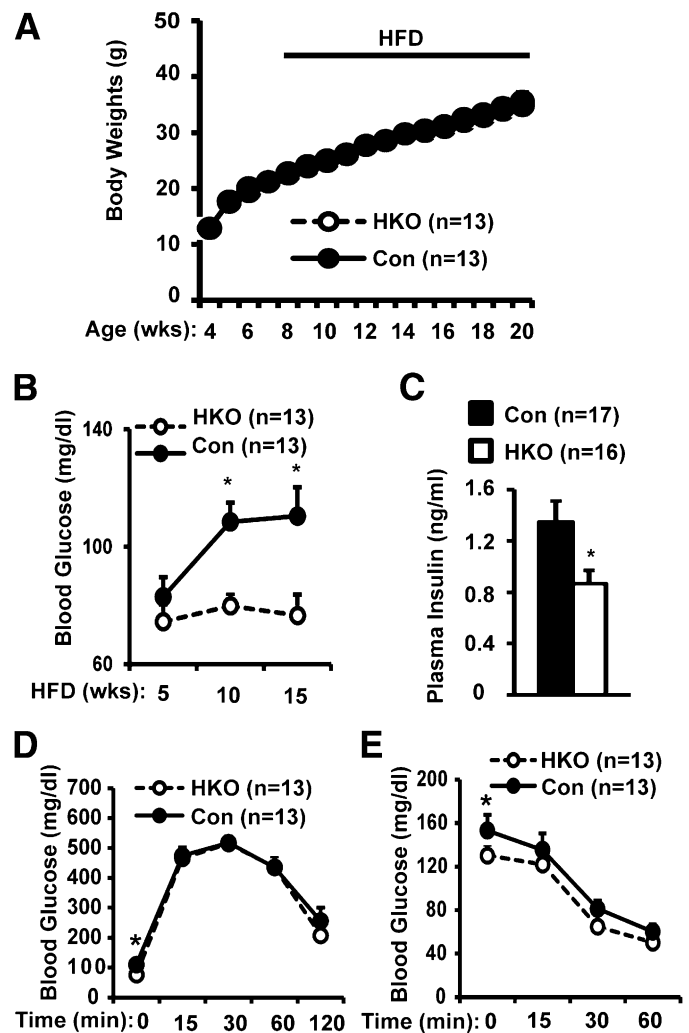 A
Body Weights (g)
50
40
30
20
10
0
HFD
HKO (n=13)
Con (n=13)
Age (wks): 4 6 8 10 12 14 16 18 20
B
Blood Glucose (mg/dl)
140
100
60
HKO (n=13)
Con (n=13)
* *
HFD (wks): 5 10 15
C
Con (n=17)
HKO (n=16)
Plasma Insulin (ng/ml)
1.6
1.2
0.8
0.4
0
*
D
Blood Glucose (mg/dl)
700
600
500
400
300
200
100
0
HKO (n=13)
Con (n=13)
*
Time (min): 0 15 30 60 120
E
Blood Glucose (mg/dl)
200
160
120
80
40
0
HKO (n=13)
Con (n=13)
*
Time (min): 0 15 30 60